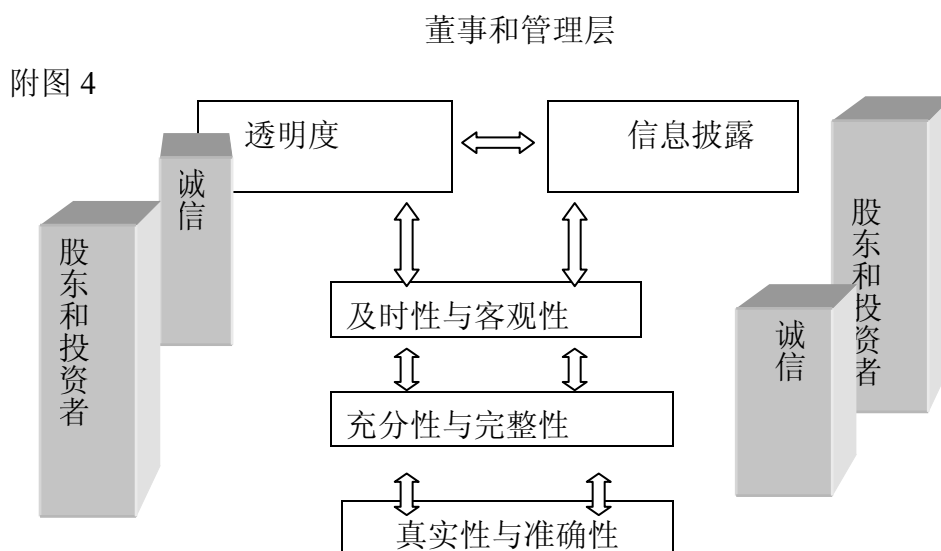 董事和管理层
附图 4
透明度
信息披露
诚信
股东和投资者
股东和投资者
及时性与客观性
诚信
充分性与完整性
真实性与准确性